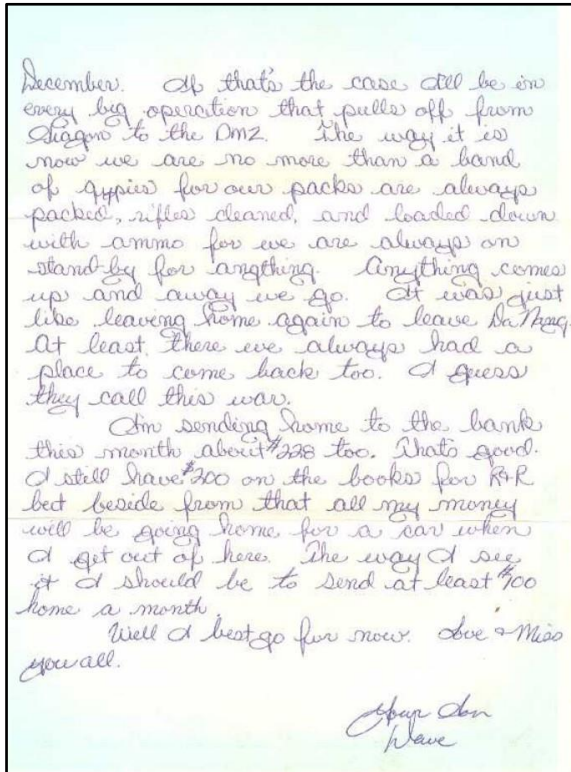 December. If that's the case I'll be in
every big operation that pulls off from
Siagon to the DMZ. The way it is
now we are no more than a band
of gypies for our packs are always
packed, rifles cleaned, and loaded down
with ammo for we are always on
stand-by for anything. Anything comes
up and away we go. It was just
like leaving home again to leave Da Nang.
At least there we always had a
place to come back too. I guess
they call this war.
I'm sending home to the bank
this month about $228 too. Thats good.
I still have $200 on the books for R+R
but beside from that all my money
will be going home for a car when
I get out of here. The way I see
it I should be to send at least $100
home a month.
Well I best go for now. Love & Miss
you all.
Your Son
Dave